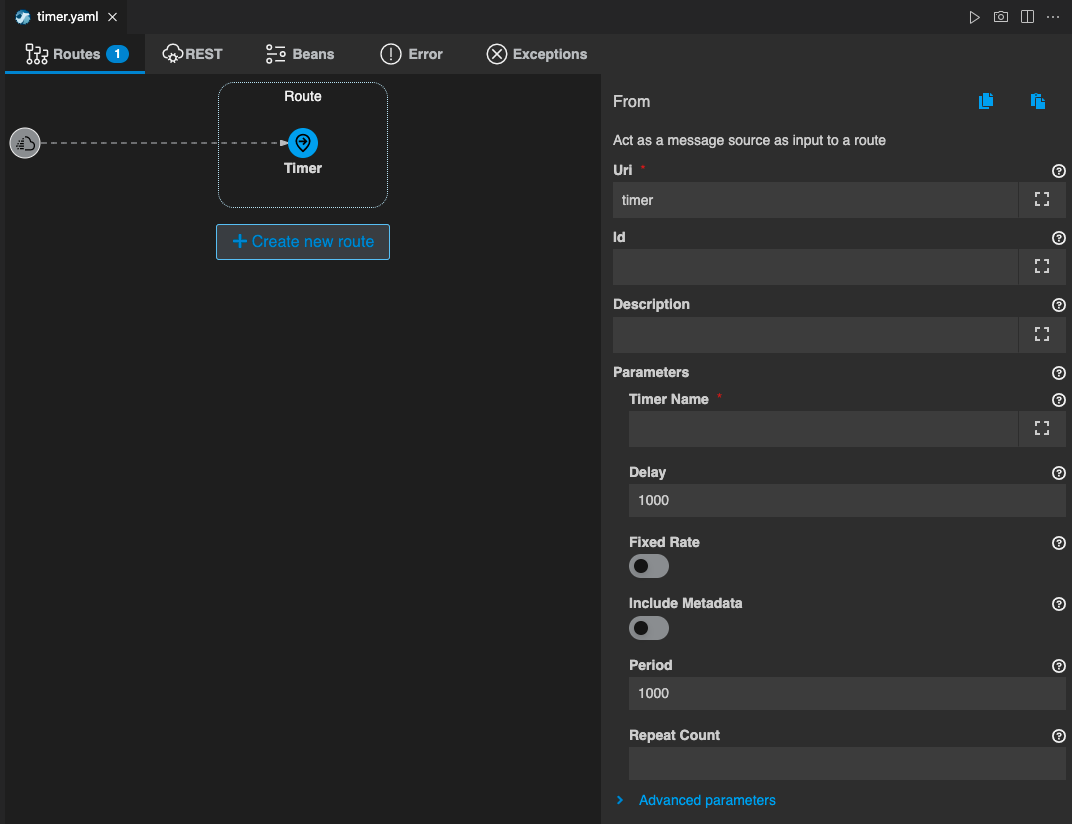 timer.yaml
Routes 1 REST Beans Error Exceptions
Route
Timer
Create new route
From
Act as a message source as input to a route
Uri *
timer
Id
Description
Parameters
Timer Name *
Delay
1000
Fixed Rate
Include Metadata
Period
1000
Repeat Count
Advanced parameters